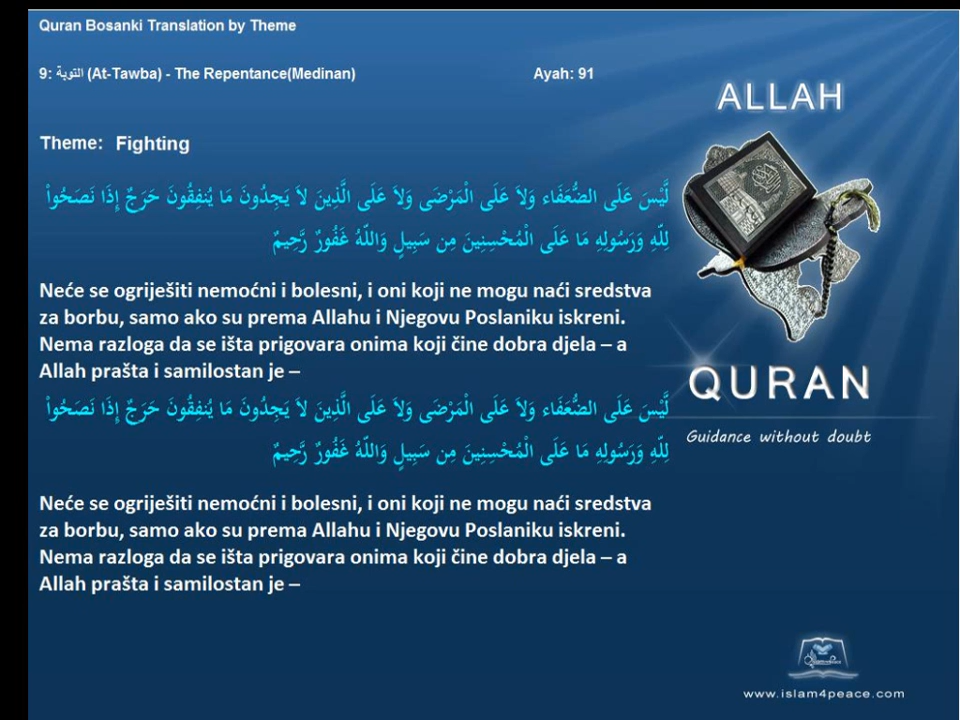 Quran Bosanki Translation by Theme
9: التوبة (At-Tawba) - The Repentance(Medinan) Ayah: 91
ALLAH
Theme: Fighting
لَّيْسَ عَلَى الضُّعَفَاء وَلاَ عَلَى الْمَرْضَى وَلاَ عَلَى الَّذِينَ لاَ يَجِدُونَ مَا يُنفِقُونَ حَرَجٌ إِذَا نَصَحُواْ
لِلّهِ وَرَسُولِهِ مَا عَلَى الْمُحْسِنِينَ مِن سَبِيلٍ وَاللّهُ غَفُورٌ رَّحِيمٌ
Neće se ogriješiti nemoćni i bolesni, i oni koji ne mogu naći sredstva
za borbu, samo ako su prema Allahu i Njegovu Poslaniku iskreni.
Nema razloga da se išta prigovara onima koji čine dobra djela – a
Allah prašta i samilostan je –
QURAN
Guidance without doubt
لَّيْسَ عَلَى الضُّعَفَاء وَلاَ عَلَى الْمَرْضَى وَلاَ عَلَى الَّذِينَ لاَ يَجِدُونَ مَا يُنفِقُونَ حَرَجٌ إِذَا نَصَحُواْ
لِلّهِ وَرَسُولِهِ مَا عَلَى الْمُحْسِنِينَ مِن سَبِيلٍ وَاللّهُ غَفُورٌ رَّحِيمٌ
Neće se ogriješiti nemoćni i bolesni, i oni koji ne mogu naći sredstva
za borbu, samo ako su prema Allahu i Njegovu Poslaniku iskreni.
Nema razloga da se išta prigovara onima koji čine dobra djela – a
Allah prašta i samilostan je –
www.islam4peace.com